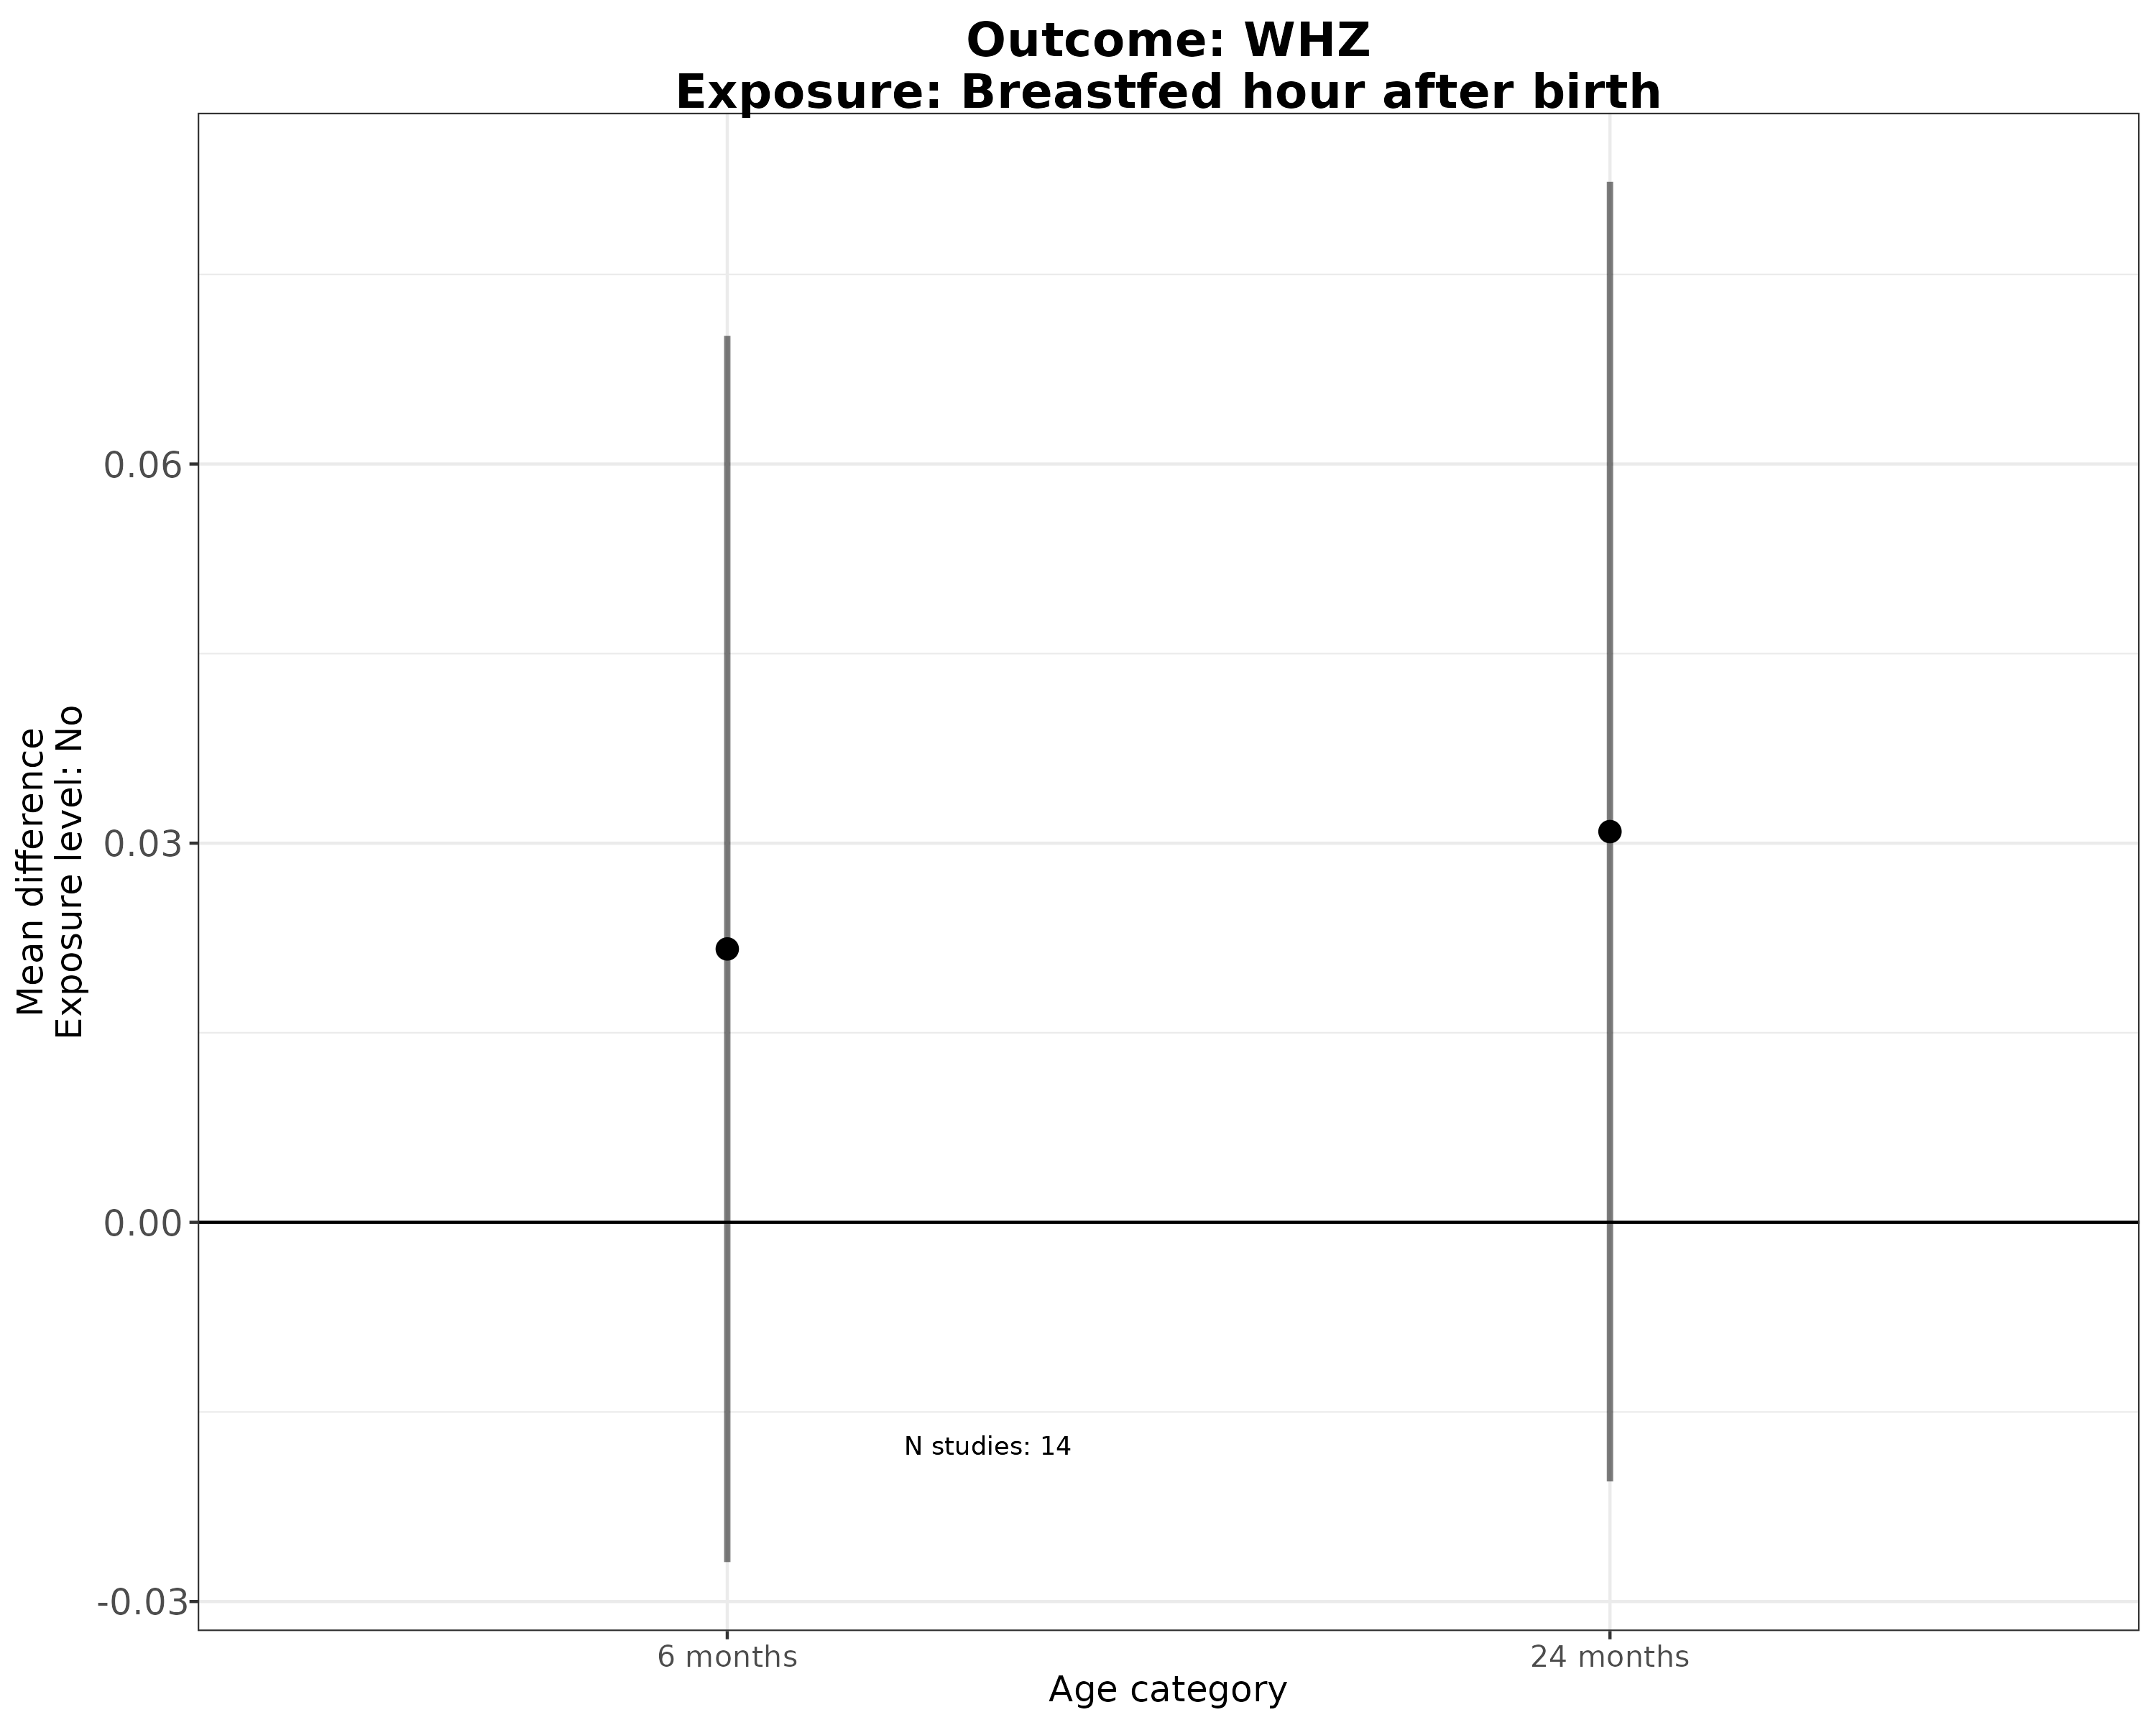 Outcome: WHZ
Exposure: Breastfed hour after birth
Mean difference
Exposure level: No
0.06
0.03
0.00
-0.03
N studies: 14
6 months
24 months
Age category